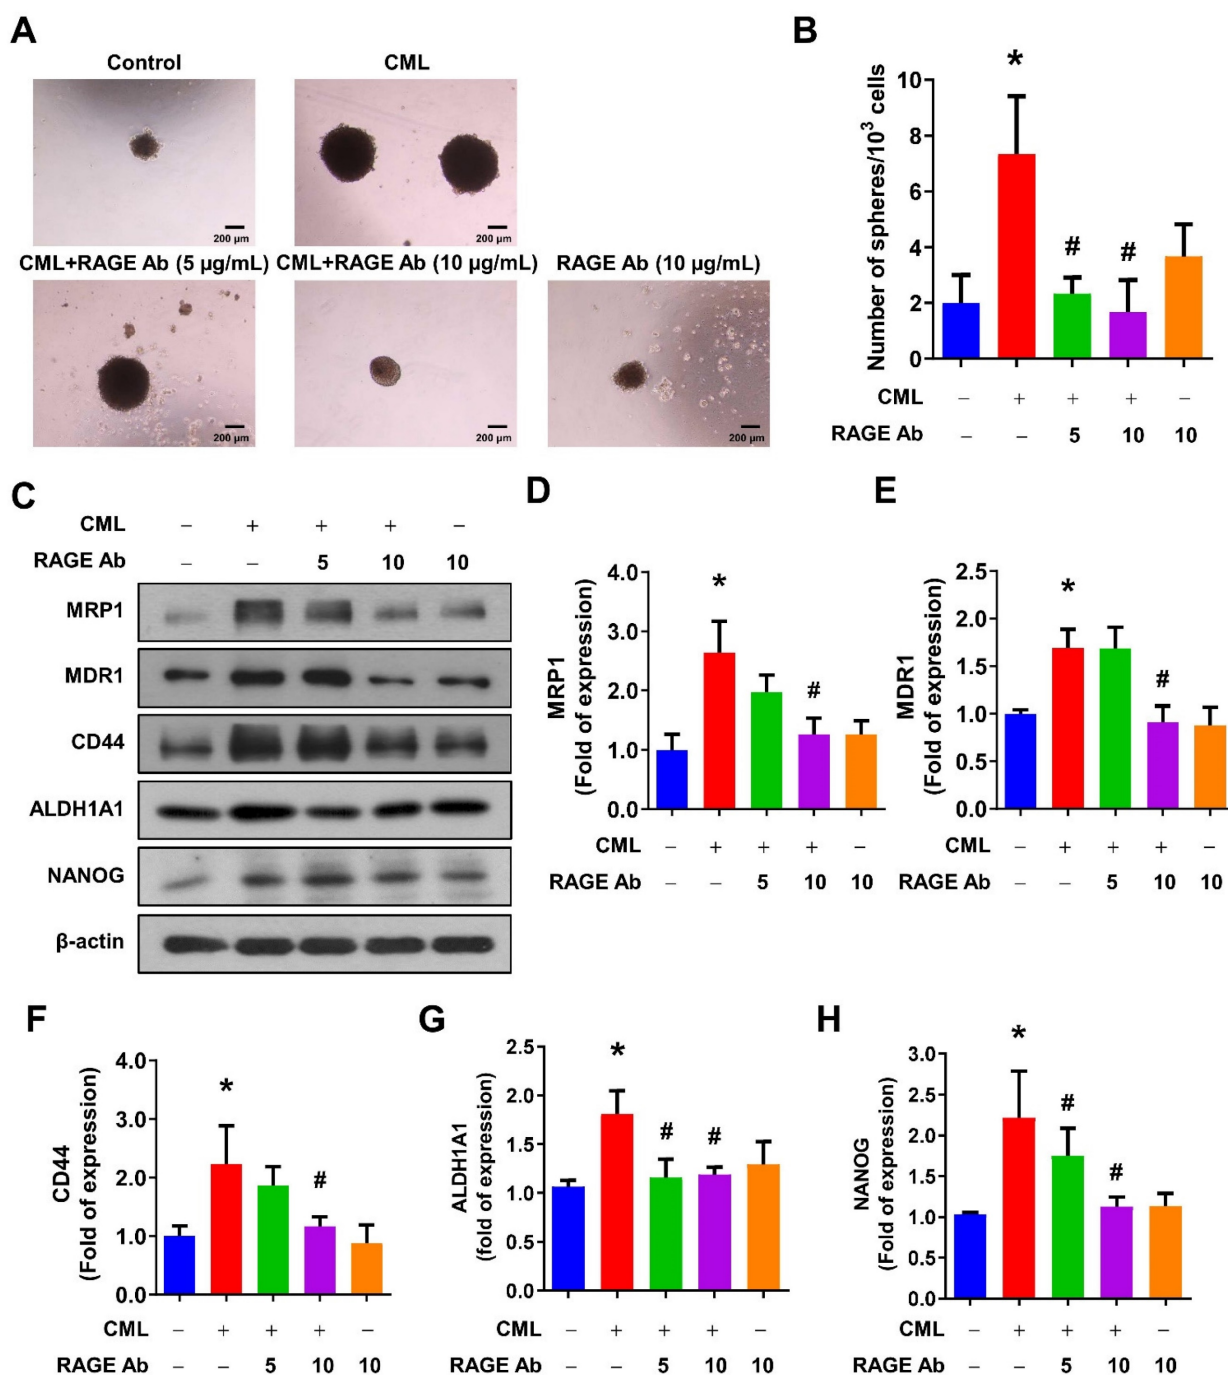 A
Control
CML
200 µm
200 µm
CML+RAGE Ab (5 µg/mL)
CML+RAGE Ab (10 µg/mL)
RAGE Ab (10 µg/mL)
200 µm
200 µm
200 µm
B
*
Number of spheres/10³ cells
10
8
6
4
2
0
# #
CML – + + + –
RAGE Ab – – 5 10 10
C
CML – + + + –
RAGE Ab – – 5 10 10
MRP1
MDR1
CD44
ALDH1A1
NANOG
β-actin
D
MRP1
(Fold of expression)
4.0
3.0
2.0
1.0
0.0
* #
CML – + + + –
RAGE Ab – – 5 10 10
E
MDR1
(Fold of expression)
2.5
2.0
1.5
1.0
0.5
0.0
* #
CML – + + + –
RAGE Ab – – 5 10 10
F
CD44
(Fold of expression)
4.0
3.0
2.0
1.0
0.0
* #
CML – + + + –
RAGE Ab – – 5 10 10
G
ALDH1A1
(fold of expression)
2.5
2.0
1.5
1.0
0.5
0.0
* # #
CML – + + + –
RAGE Ab – – 5 10 10
H
NANOG
(Fold of expression)
3.0
2.5
2.0
1.5
1.0
0.5
0.0
* # #
CML – + + + –
RAGE Ab – – 5 10 10